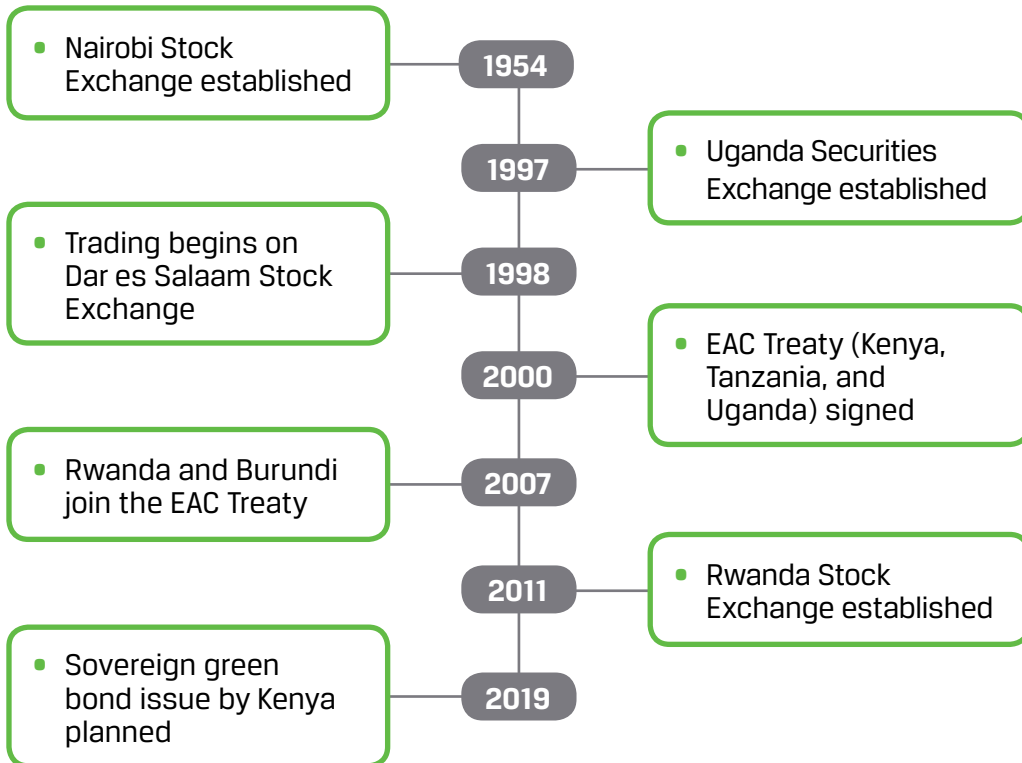 • Nairobi Stock
Exchange established
1954
1997
• Uganda Securities
Exchange established
• Trading begins on
Dar es Salaam Stock
Exchange
1998
2000
• EAC Treaty (Kenya,
Tanzania, and
Uganda) signed
• Rwanda and Burundi
join the EAC Treaty
2007
2011
• Rwanda Stock
Exchange established
• Sovereign green
bond issue by Kenya
planned
2019